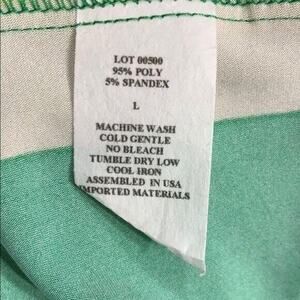 LOT 00500
95% POLY
5% SPANDEX
L
MACHINE WASH
COLD GENTLE
NO BLEACH
TUMBLE DRY LOW
COOL IRON
ASSEMBLED IN USA
IMPORTED MATERIALS